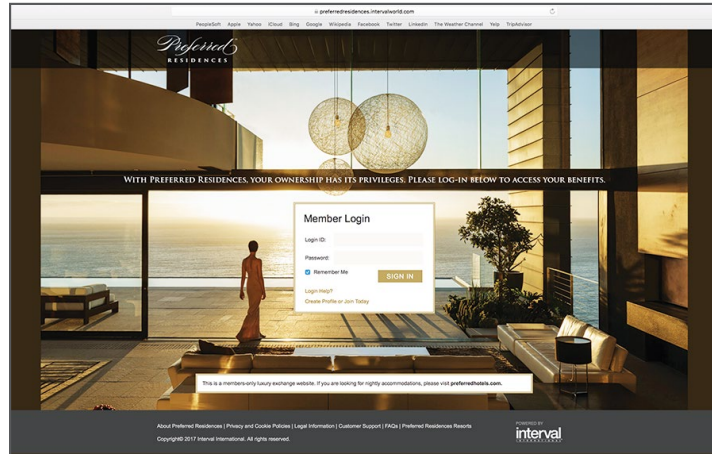 preferredresidences.intervalworld.com
PeopleSoft Apple Yahoo iCloud Bing Google Wikipedia Facebook Twitter LinkedIn The Weather Channel Yelp TripAdvisor
Preferred
RESIDENCES
WITH PREFERRED RESIDENCES, YOUR OWNERSHIP HAS ITS PRIVILEGES. PLEASE LOG-IN BELOW TO ACCESS YOUR BENEFITS.
Member Login
Login ID:
Password:
Remember Me
SIGN IN
Login Help?
Create Profile or Join Today
This is a members-only luxury exchange website. If you are looking for nightly accommodations, please visit preferredhotels.com.
About Preferred Residences | Privacy and Cookie Policies | Legal Information | Customer Support | FAQs | Preferred Residences Resorts
Copyright© 2017 Interval International. All rights reserved.
POWERED BY
interval
INTERNATIONAL